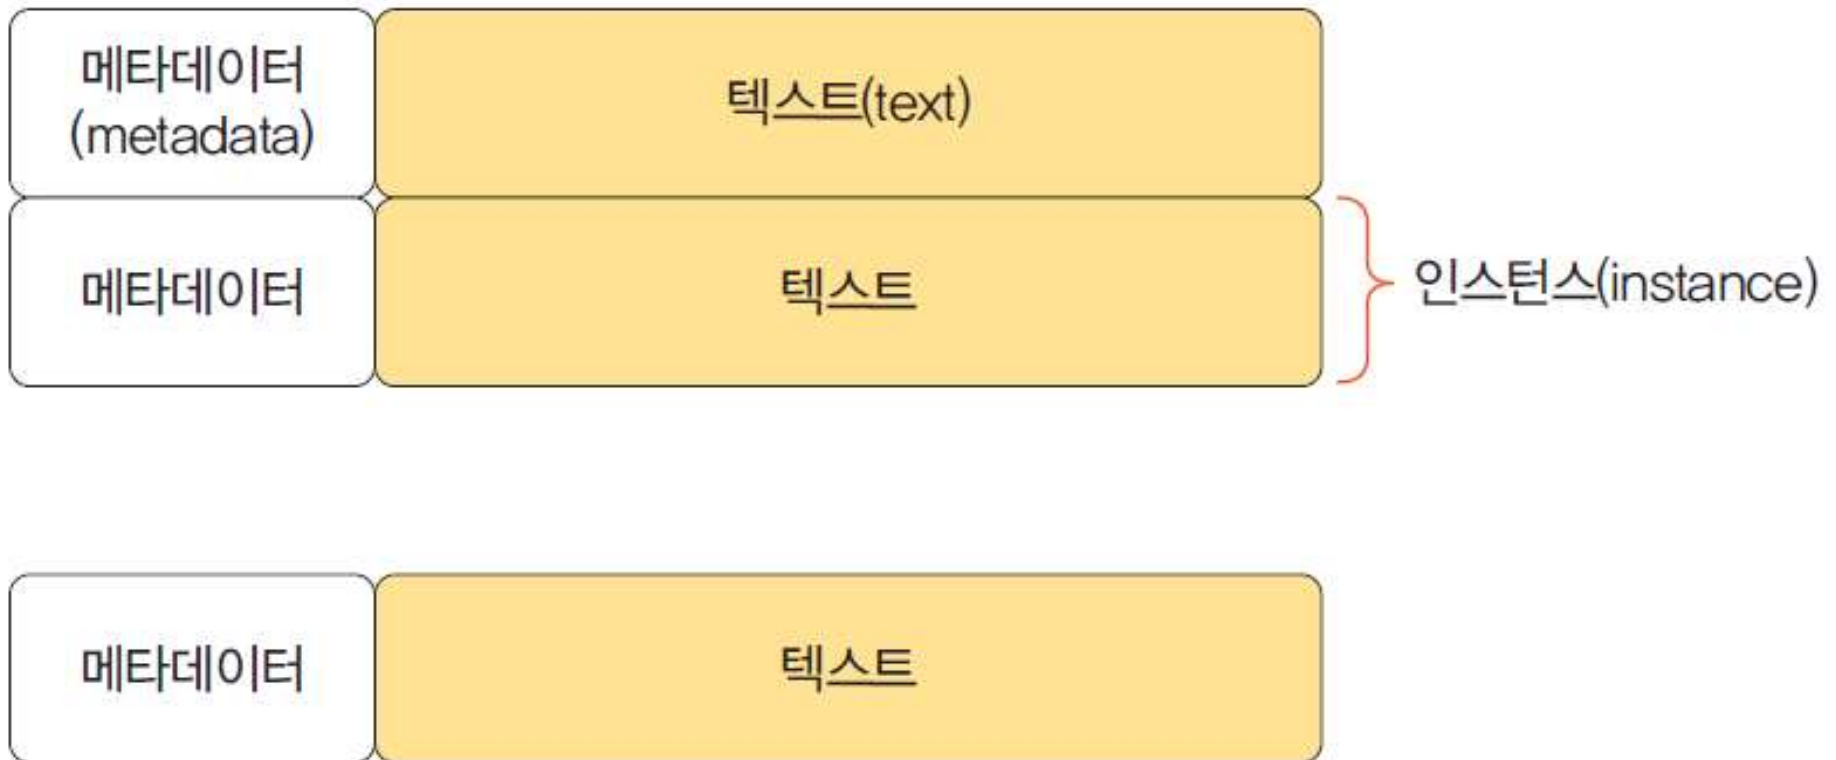 메타데이터
(metadata)
텍스트(text)
메타데이터
텍스트
인스턴스(instance)
메타데이터
텍스트